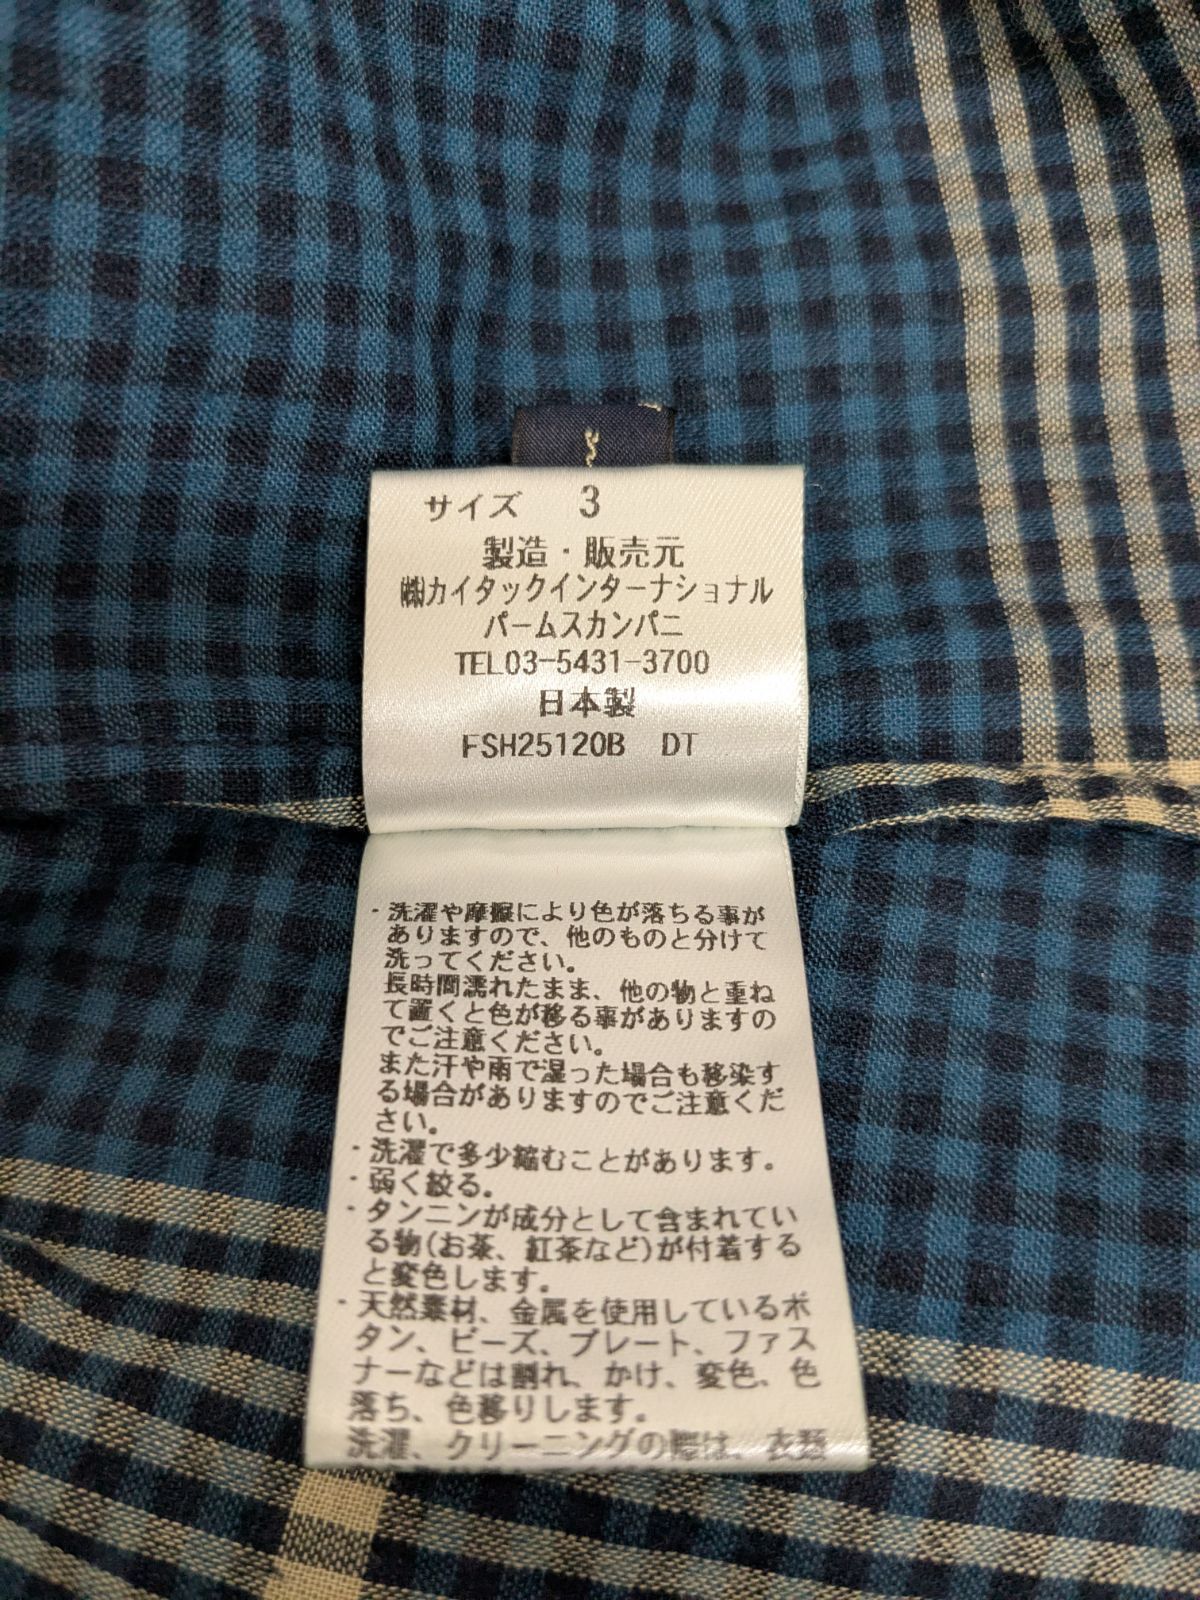 サイズ 3
製造・販売元
㈱カイタックインターナショナル
パームスカンパニ
TEL03-5431-3700
日本製
FSH25120B DT
・洗濯や摩擦により色が落ちる事が
ありますので、他のものと分けて
洗ってください。
長時間濡れたまま、他の物と重ね
て置くと色が移る事がありますの
でご注意ください。
また汗や雨で湿った場合も移染す
る場合がありますのでご注意くだ
さい。
・洗濯で多少縮むことがあります。
・弱く絞る。
・タンニンが成分として含まれてい
る物(お茶、紅茶など)が付着する
と変色します。
・天然素材、金属を使用しているボ
タン、ビーズ、プレート、ファス
ナーなどは割れ、かけ、変色、色
落ち、色移りします。
洗濯、クリーニングの際は、衣類